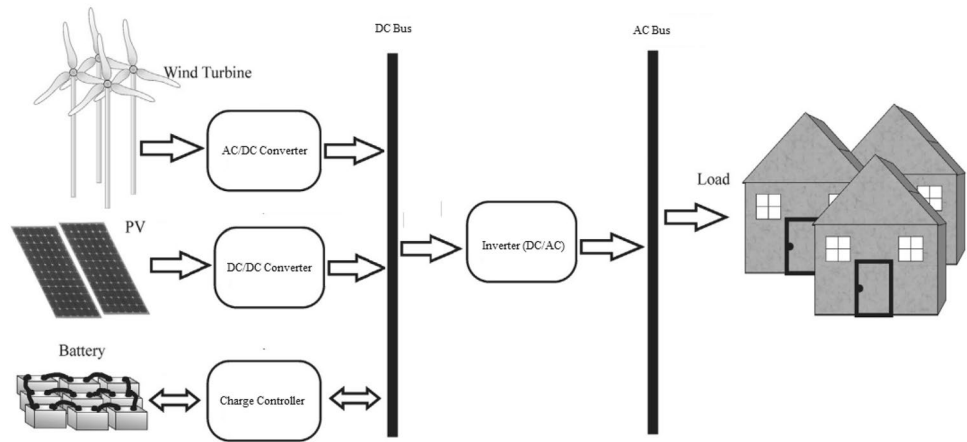 DC Bus
AC Bus
Wind Turbine
AC/DC Converter
Load
PV
Inverter (DC/AC)
DC/DC Converter
Battery
Charge Controller